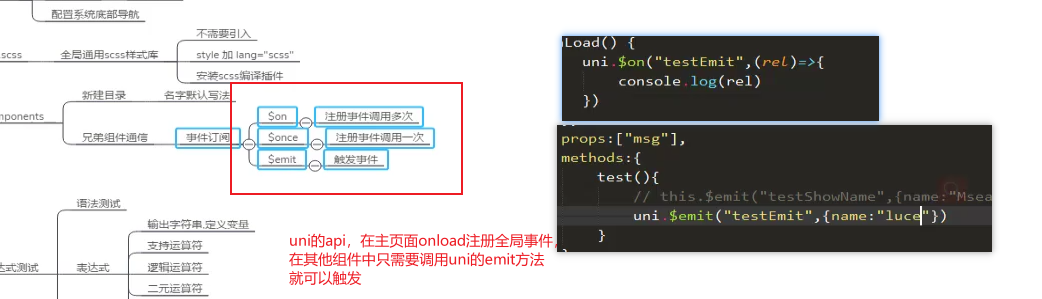 配置系统底部导航
不需要引入
scss
全局通用scss样式库
style 加 lang="scss"
安装scss编译插件
新建目录
名字默认写法
mponents
兄弟组件通信
事件订阅
$on
注册事件调用多次
$once
注册事件调用一次
$emit
触发事件
语法测试
输出字符串,定义变量
支持运算符
达式测试
表达式
逻辑运算符
二元运算符
uni的api，在主页面onload注册全局事件，
在其他组件中只需要调用uni的emit方法
就可以触发
nLoad() {
uni.$on("testEmit",(rel)=>{
console.log(rel)
})
props:["msg"],
methods:{
test(){
// this.$emit("testShowName",{name:"Msea
uni.$emit("testEmit",{name:"luce"})
}